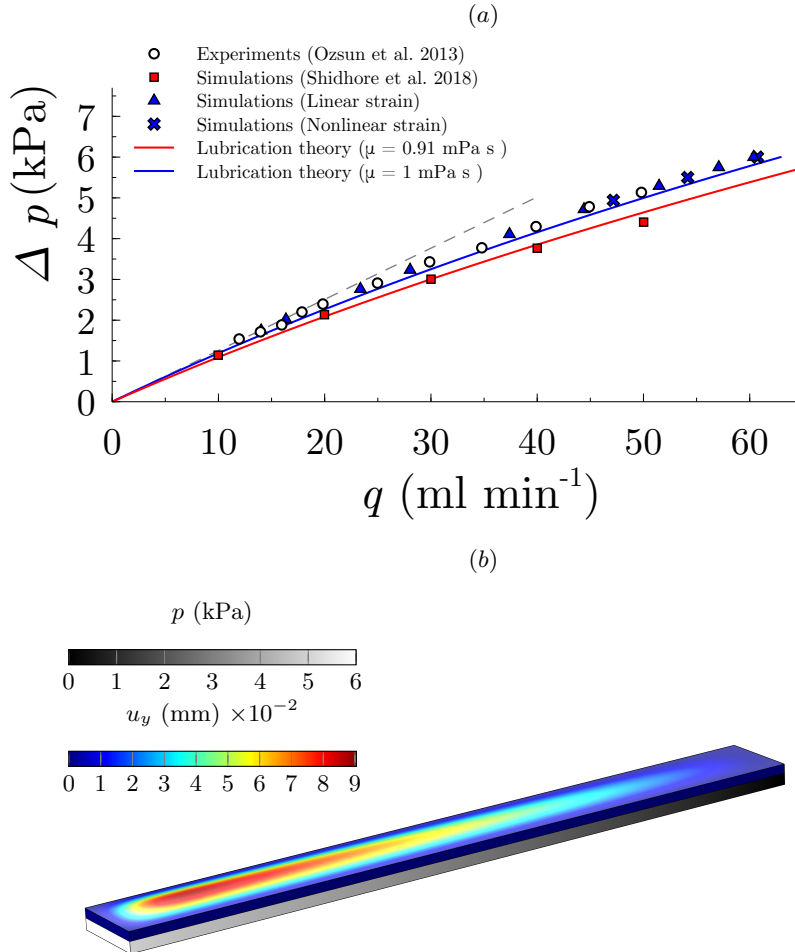 (a)
Experiments (Ozsun et al. 2013)
Simulations (Shidhore et al. 2018)
Simulations (Linear strain)
Simulations (Nonlinear strain)
Lubrication theory (μ = 0.91 mPa s )
Lubrication theory (μ = 1 mPa s )
Δ p (kPa)
7
6
5
4
3
2
1
0
0 10 20 30 40 50 60
q (ml min⁻¹)
(b)
p (kPa)
0 1 2 3 4 5 6
u_y (mm) ×10⁻²
0 1 2 3 4 5 6 7 8 9